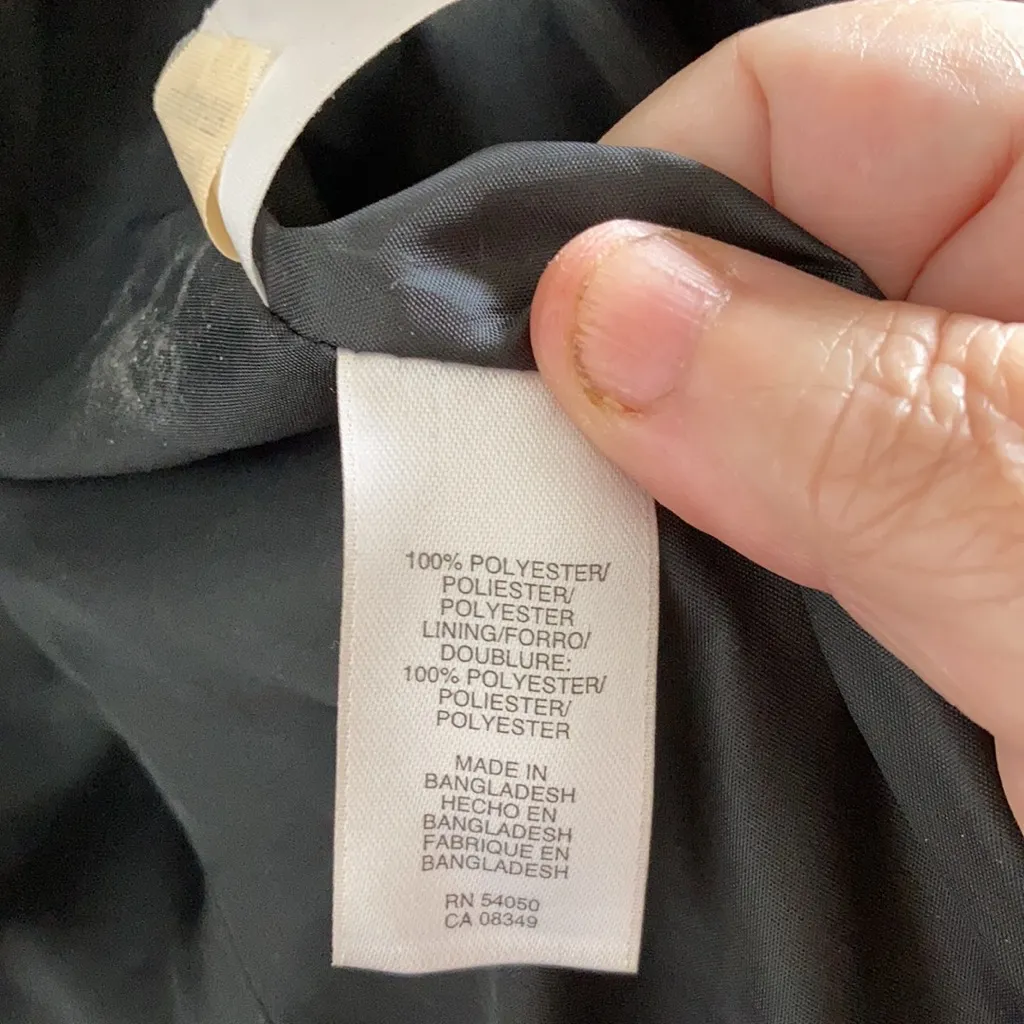 100% POLYESTER/
POLIESTER/
POLYESTER
LINING/FORRO/
DOUBLURE:
100% POLYESTER/
POLIESTER/
POLYESTER
MADE IN
BANGLADESH
HECHO EN
BANGLADESH
FABRIQUE EN
BANGLADESH
RN 54050
CA 08349